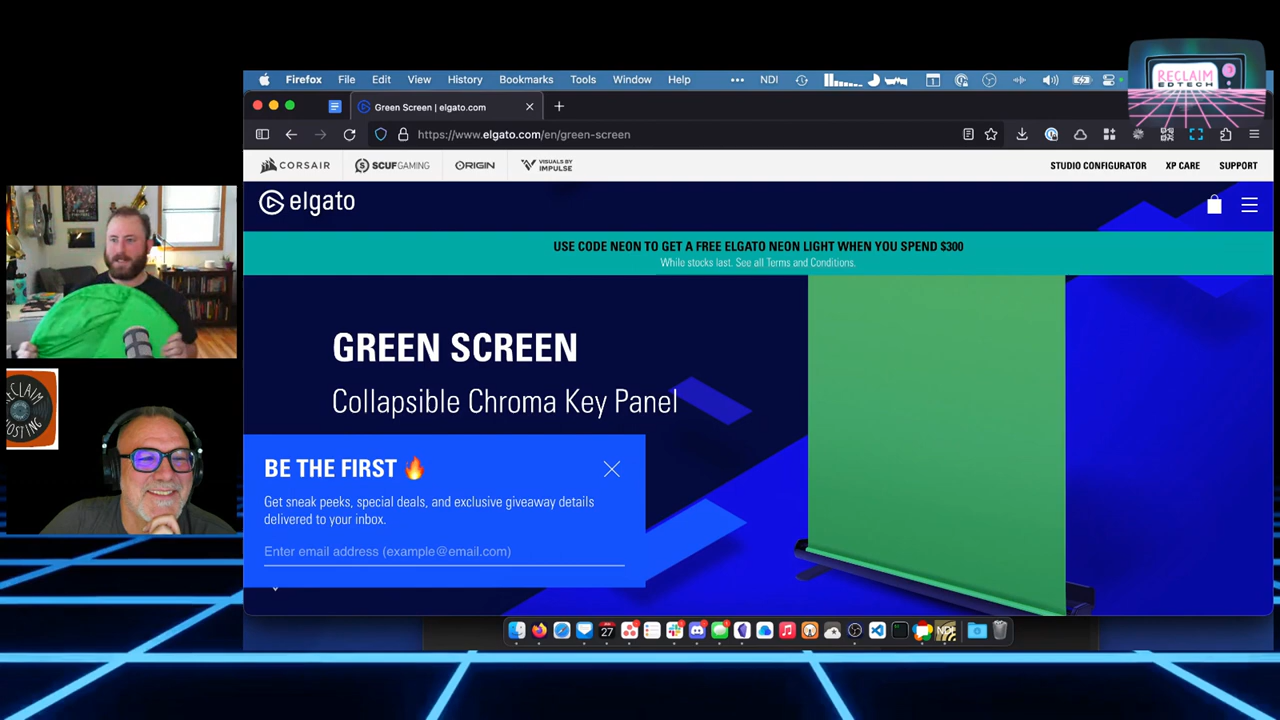 RECLAIM
EDTECH
Firefox File Edit View History Bookmarks Tools Window Help
NDI
1
Green Screen | elgato.com
https://www.elgato.com/en/green-screen
CORSAIR
SCUF GAMING
ORIGIN
VISUALS BY
IMPULSE
STUDIO CONFIGURATOR XP CARE SUPPORT
elgato
USE CODE NEON TO GET A FREE ELGATO NEON LIGHT WHEN YOU SPEND $300
While stocks last. See all Terms and Conditions.
GREEN SCREEN
Collapsible Chroma Key Panel
RECLAIM
HOSTING
BE THE FIRST 🔥
Get sneak peeks, special deals, and exclusive giveaway details
delivered to your inbox.
Enter email address (example@email.com)
27